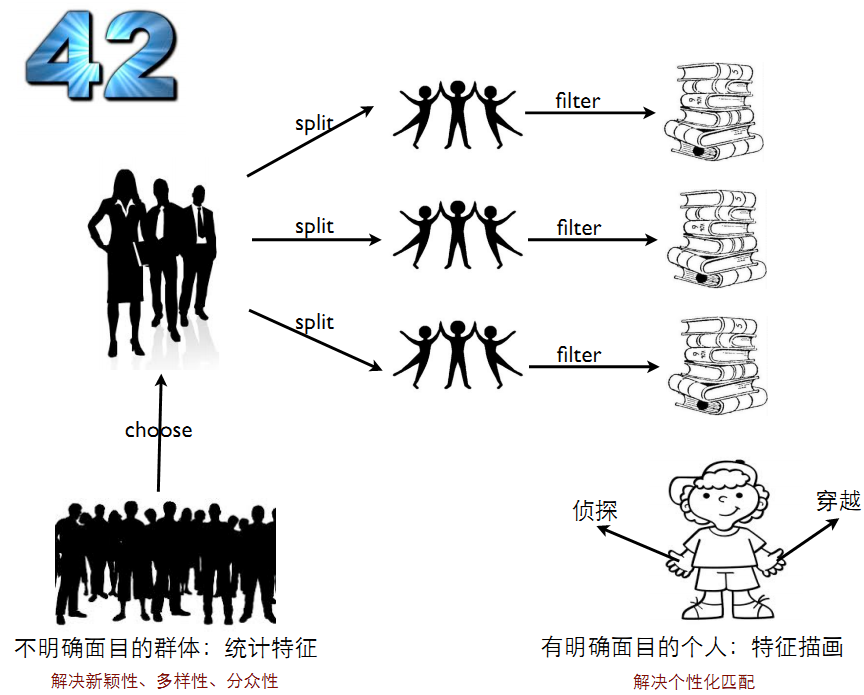 42
split
filter
split
filter
split
filter
choose
侦探
穿越
不明确面目的群体：统计特征
解决新颖性、多样性、分众性
有明确面目的个人：特征描画
解决个性化匹配